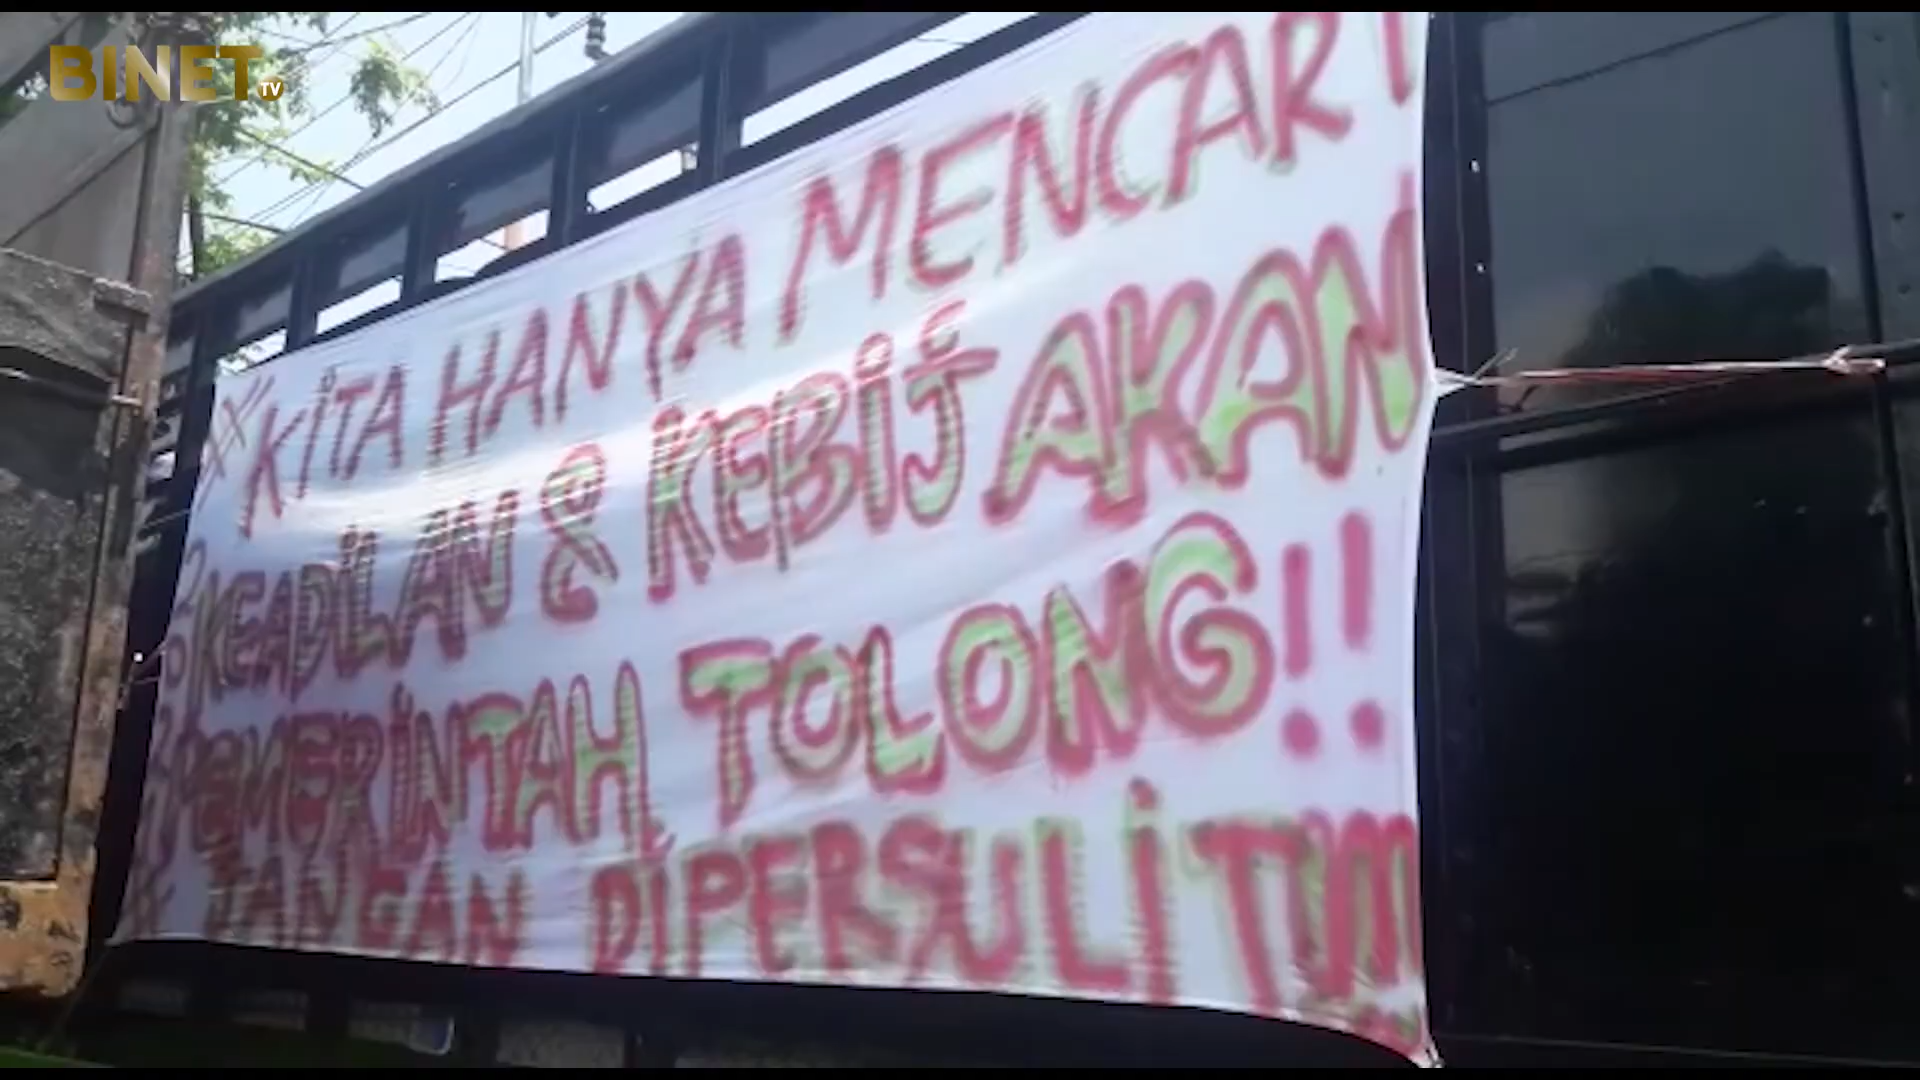 BINET TV
# KITA HANYA MENCARI
KEADILAN & KEBIJAKAN
PEMERINTAH TOLONG!!
JANGAN DIPERSULIT!!!